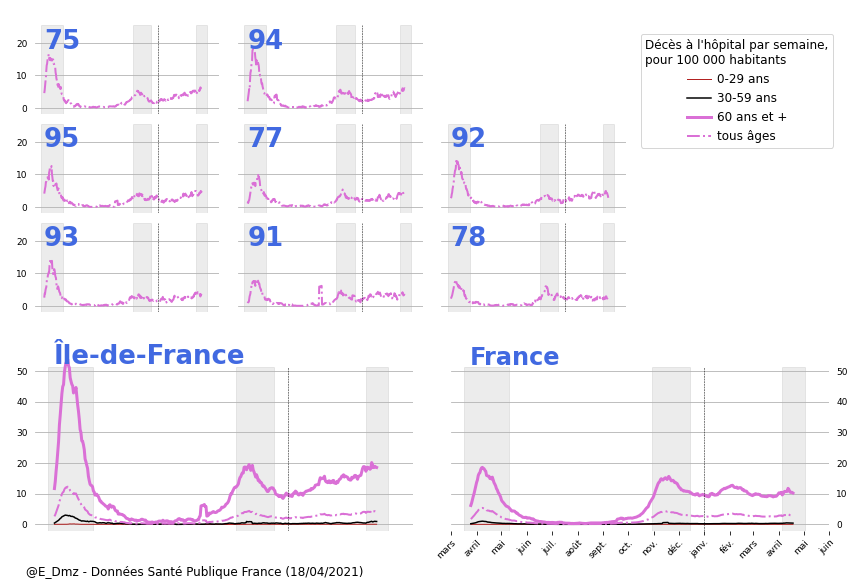 75
94
Décès à l'hôpital par semaine,
pour 100 000 habitants
0-29 ans
30-59 ans
60 ans et +
tous âges
20
10
0
95
77
92
20
10
0
93
91
78
20
10
0
Île-de-France
France
50
40
30
20
10
0
50
40
30
20
10
0
mars
avril
mai
juin
juil.
août
sept.
oct.
nov.
déc.
janv.
fév.
mars
avril
mai
juin
@E_Dmz - Données Santé Publique France (18/04/2021)